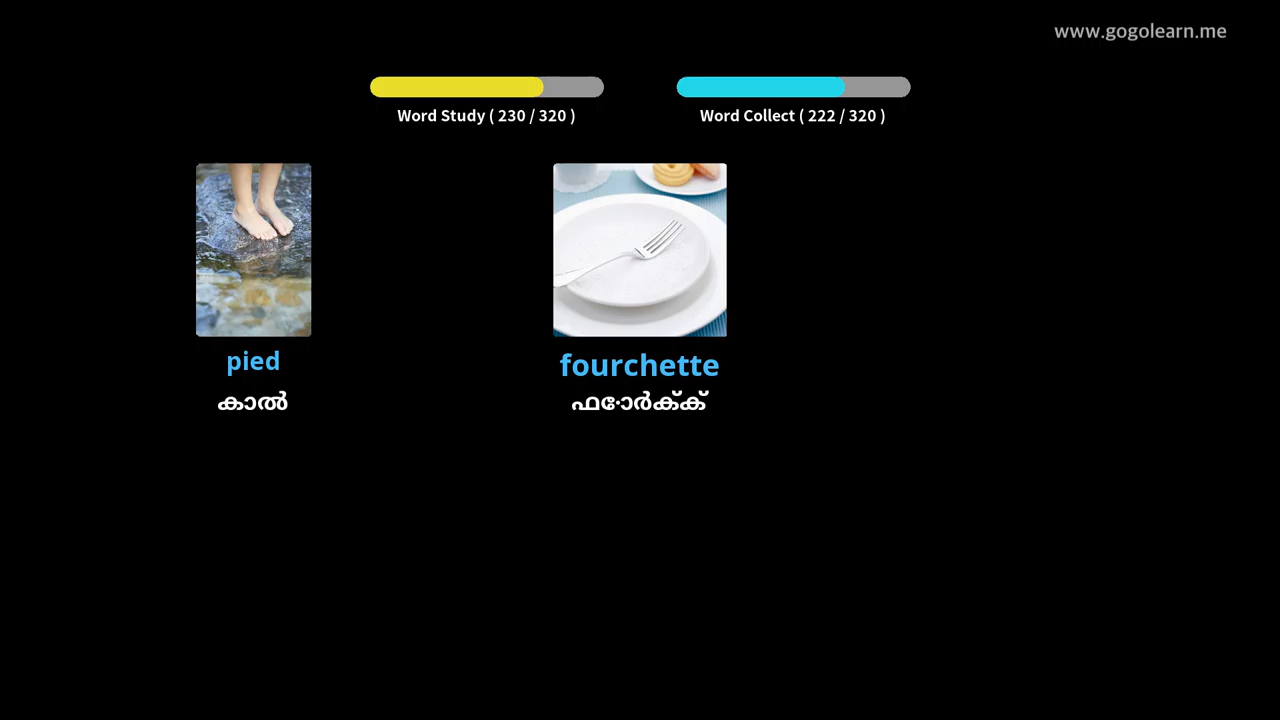 www.gogolearn.me
Word Study ( 230 / 320 )
Word Collect ( 222 / 320 )
pied
fourchette
കാൽ
ഫോർക്ക്